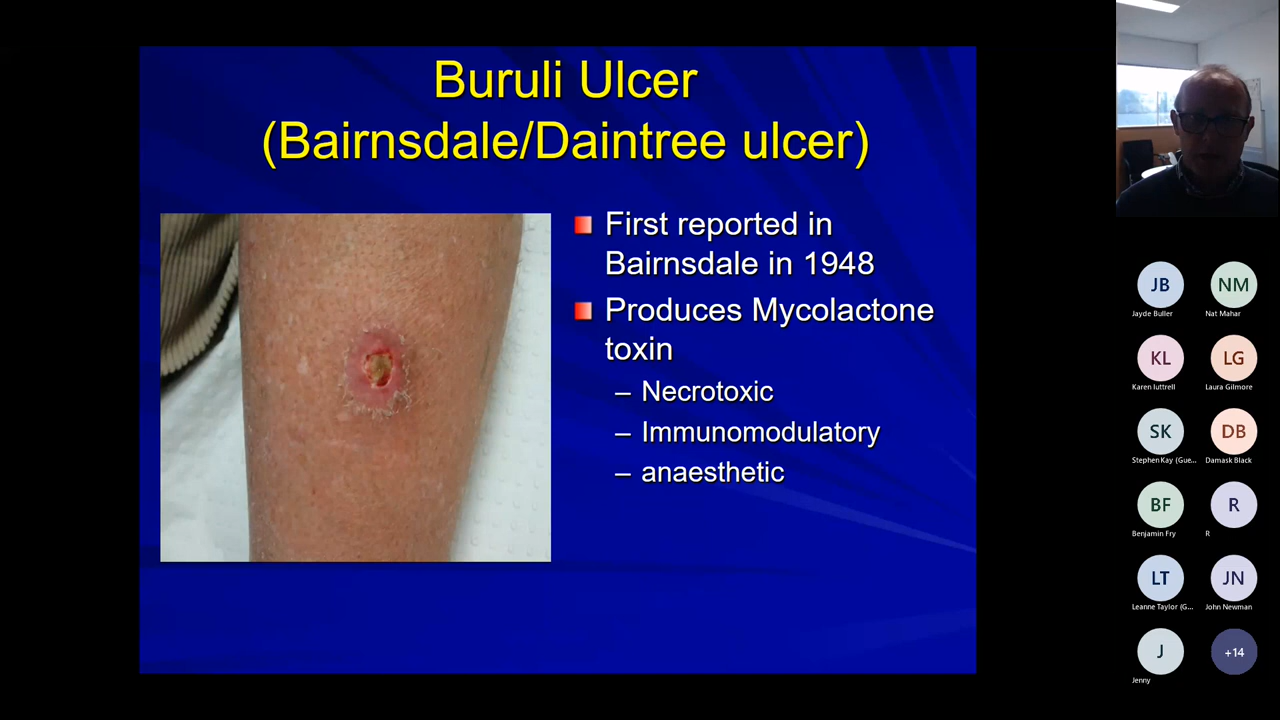 Buruli Ulcer
(Bairnsdale/Daintree ulcer)
First reported in
Bairnsdale in 1948
Produces Mycolactone
toxin
– Necrotoxic
– Immunomodulatory
– anaesthetic
JB
NM
Jayde Buller
Nat Mahar
KL
LG
Karen luttrell
Laura Gilmore
SK
DB
Stephen Kay (Gue...
Damask Black
BF
R
Benjamin Fry
R
LT
JN
Leanne Taylor (G...
John Newman
J
+14
Jenny